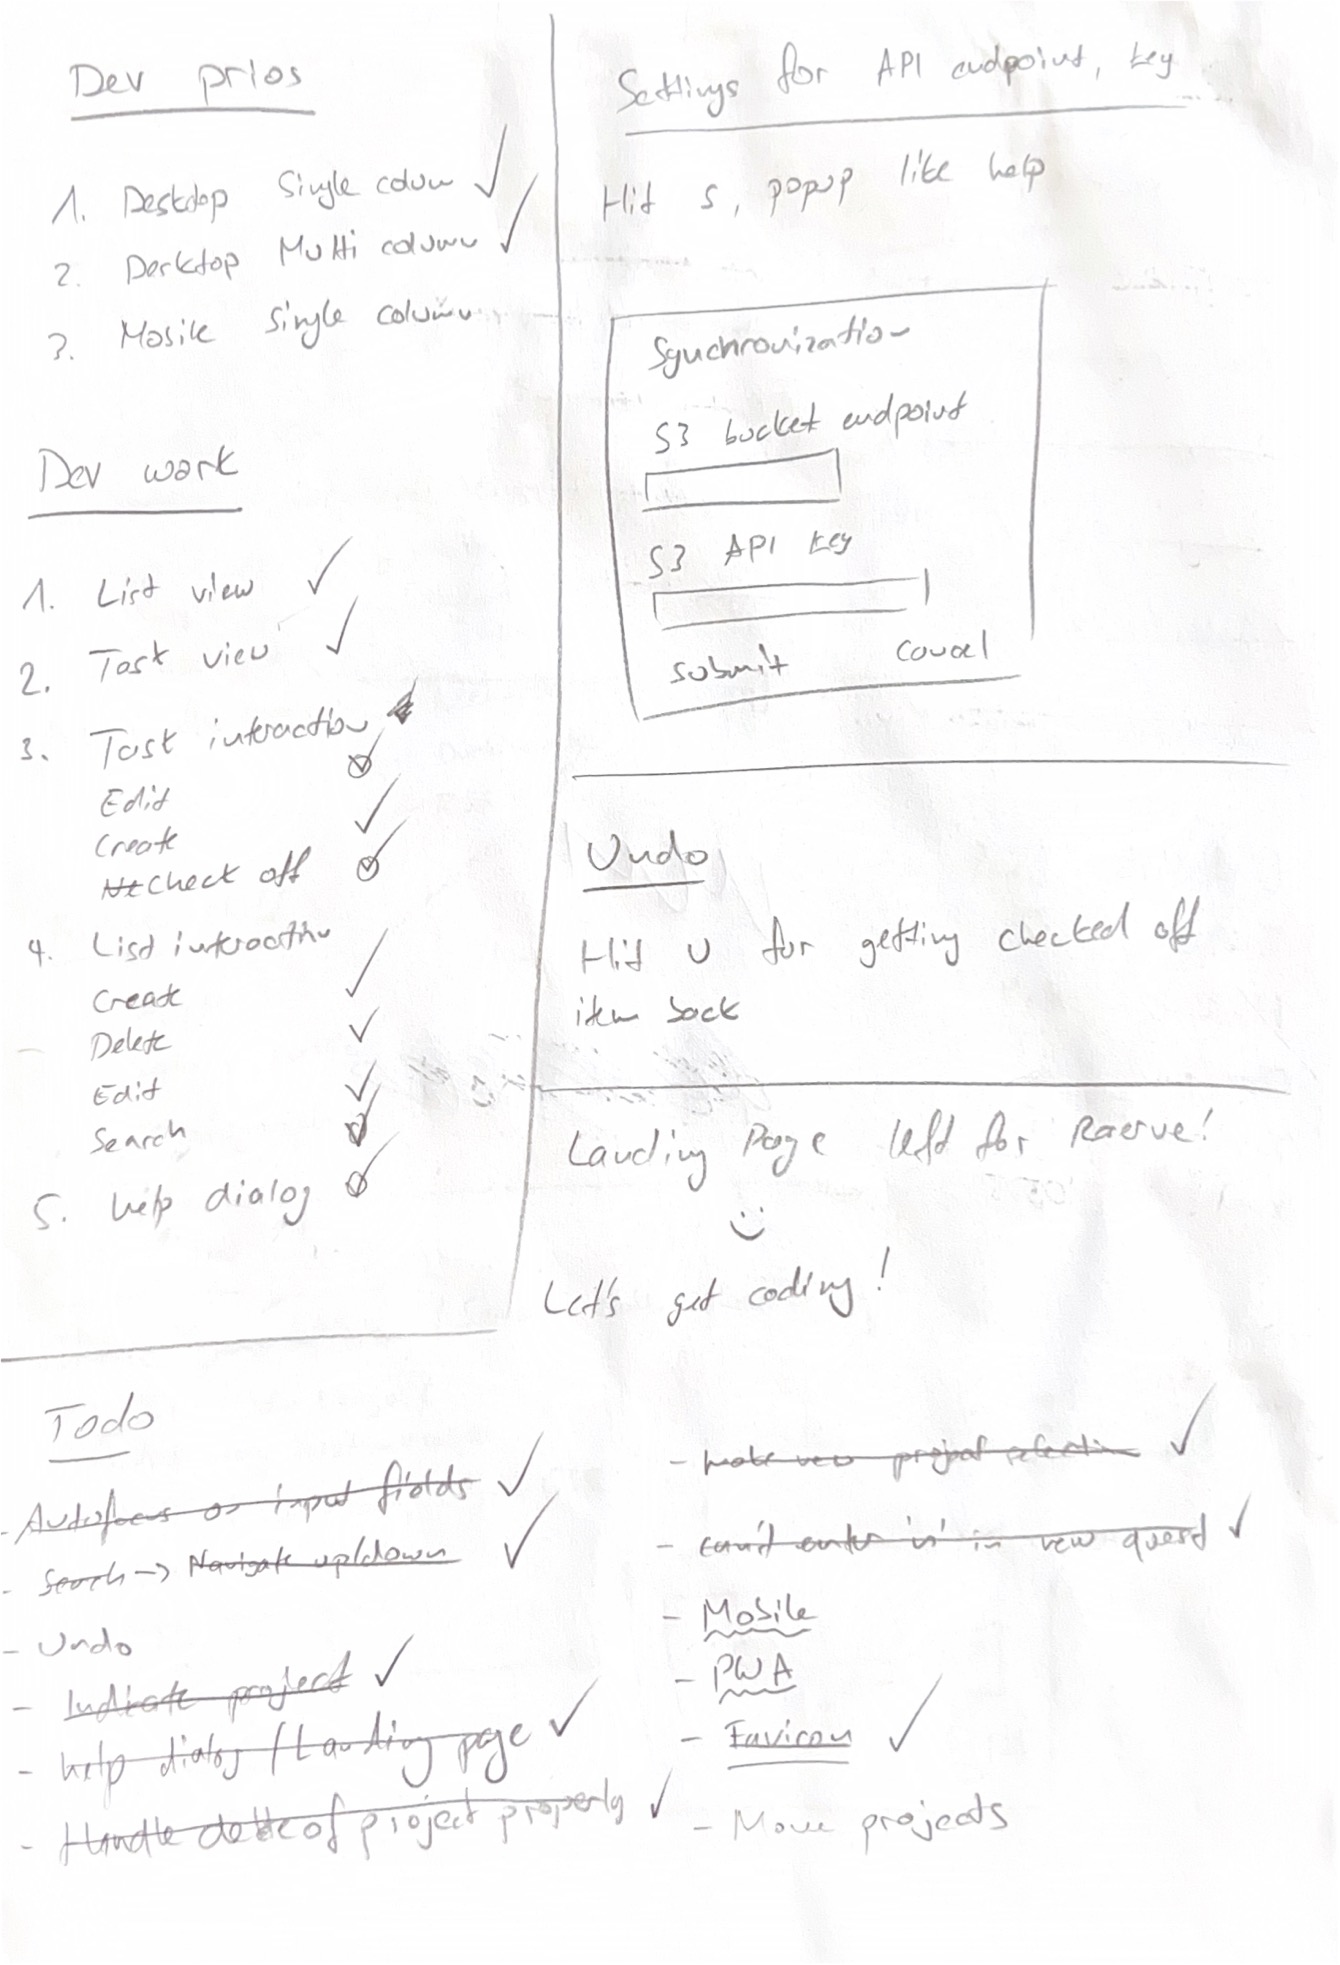 Dev prios
1. Desktop Single column ✓
2. Desktop Multi column ✓
3. Mobile Single column
Dev work
1. List view ✓
2. Task view ✓
3. Task interaction
Edit ✓
Create ✓
Check off ✓
4. List interaction
Create ✓
Delete ✓
Edit ✓
Search ✓
5. help dialog ✓
Settings for API endpoint, key
Hit s, popup like help
Synchronization
S3 bucket endpoint
S3 API key
Submit Cancel
Undo
Hit U for getting checked off
item back
Landing Page left for
Let's get coding!
Todo
- Autofocus on input fields ✓
- Search -> Navigate up/down ✓
- Undo
- Indicate project ✓
- help dialog / Landing page ✓
- Handle delete of project properly ✓
- make new project selection ✓
- can't enter 'n' in new quest ✓
- Mobile
- PWA
- Favicon ✓
- Move projects